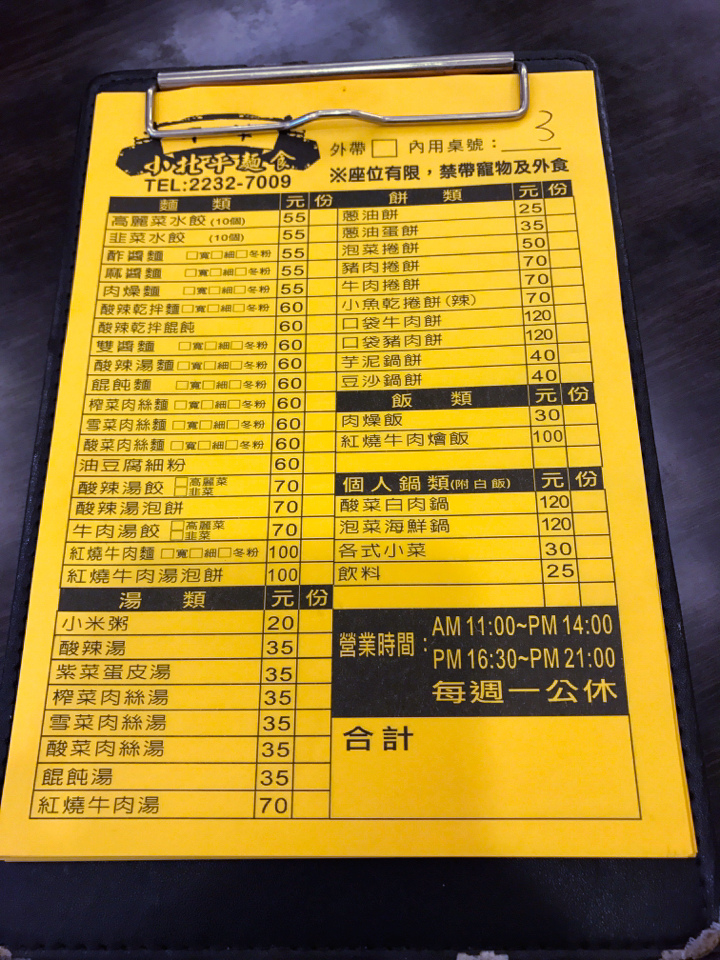 小北平麵食
TEL:2232-7009
外帶□ 內用桌號：3
※座位有限，禁帶寵物及外食
麵 類 元 份
高麗菜水餃(10個) 55
韭菜水餃 (10個) 55
酢醬麵 □寬□細□冬粉 55
麻醬麵 □寬□細□冬粉 55
肉燥麵 □寬□細□冬粉 55
酸辣乾拌麵□寬□細□冬粉 60
酸辣乾拌餛飩 60
雙醬麵 □寬□細□冬粉 60
酸辣湯麵□寬□細□冬粉 60
餛飩麵 □寬□細□冬粉 60
榨菜肉絲麵 □寬□細□冬粉 60
雪菜肉絲麵 □寬□細□冬粉 60
酸菜肉絲麵 □寬□細□冬粉 60
油豆腐細粉 60
酸辣湯餃 □高麗菜 □韭菜 70
酸辣湯泡餅 70
牛肉湯餃 □高麗菜 □韭菜 70
紅燒牛肉麵 □寬□細□冬粉 100
紅燒牛肉湯泡餅 100
湯 類 元 份
小米粥 20
酸辣湯 35
紫菜蛋皮湯 35
榨菜肉絲湯 35
雪菜肉絲湯 35
酸菜肉絲湯 35
餛飩湯 35
紅燒牛肉湯 70
餅 類 元 份
蔥油餅 25
蔥油蛋餅 35
泡菜捲餅 50
豬肉捲餅 70
牛肉捲餅 70
小魚乾捲餅(辣) 70
口袋牛肉餅 120
口袋豬肉餅 120
芋泥鍋餅 40
豆沙鍋餅 40
飯 類 元 份
肉燥飯 30
紅燒牛肉燴飯 100
個人鍋類(附白飯) 元 份
酸菜白肉鍋 120
泡菜海鮮鍋 120
各式小菜 30
飲料 25
營業時間：AM 11:00~PM 14:00
PM 16:30~PM 21:00
每週一公休
合計